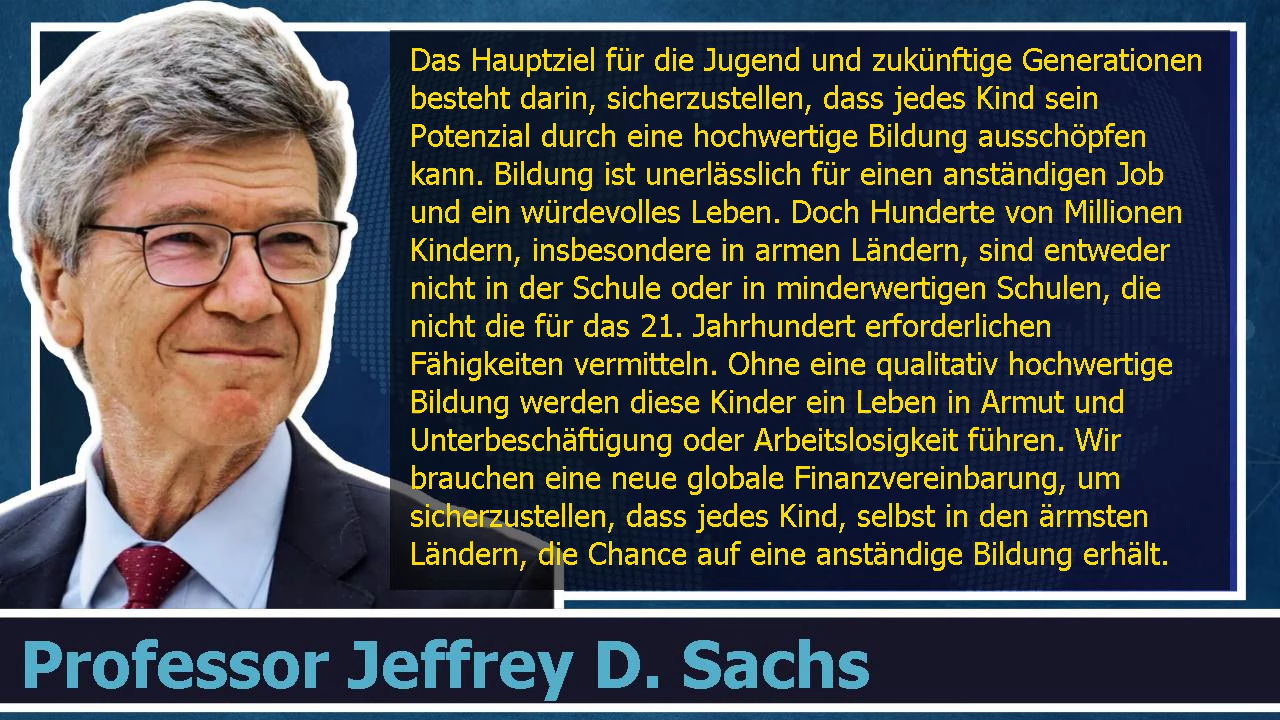 Das Hauptziel für die Jugend und zukünftige Generationen
besteht darin, sicherzustellen, dass jedes Kind sein
Potenzial durch eine hochwertige Bildung ausschöpfen
kann. Bildung ist unerlässlich für einen anständigen Job
und ein würdevolles Leben. Doch Hunderte von Millionen
Kindern, insbesondere in armen Ländern, sind entweder
nicht in der Schule oder in minderwertigen Schulen, die
nicht die für das 21. Jahrhundert erforderlichen
Fähigkeiten vermitteln. Ohne eine qualitativ hochwertige
Bildung werden diese Kinder ein Leben in Armut und
Unterbeschäftigung oder Arbeitslosigkeit führen. Wir
brauchen eine neue globale Finanzvereinbarung, um
sicherzustellen, dass jedes Kind, selbst in den ärmsten
Ländern, die Chance auf eine anständige Bildung erhält.
Professor Jeffrey D. Sachs